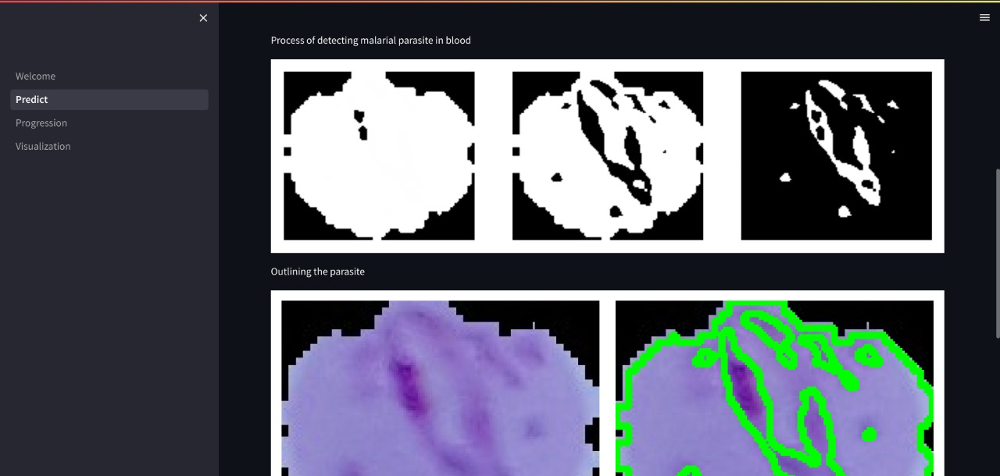 Welcome
Predict
Progression
Visualization
Process of detecting malarial parasite in blood
Outlining the parasite